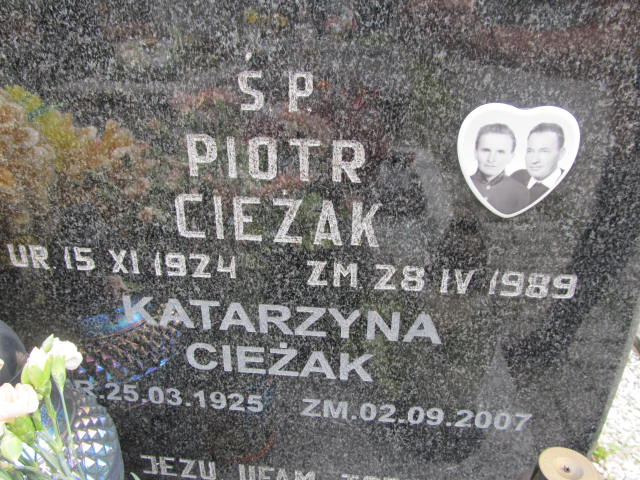 Ś.P.
PIOTR
CIEŻAK
UR 15 XI 1924 ZM 28 IV 1989
KATARZYNA
CIEŻAK
25.03.1925 ZM.02.09.2007
JEZU UFAM